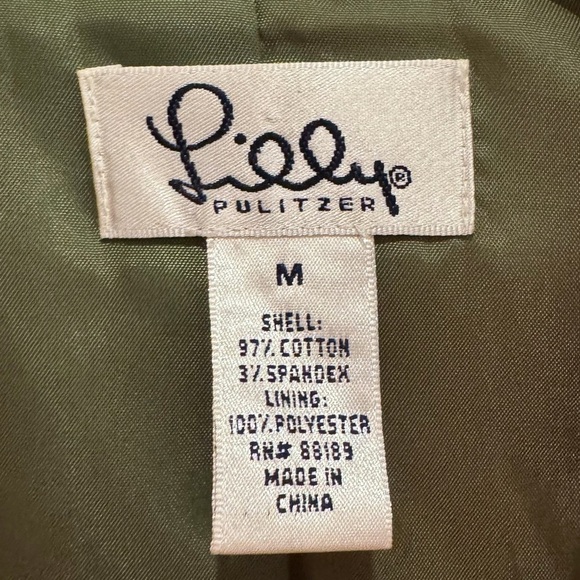 Lilly®
PULITZER
M
SHELL:
97% COTTON
3% SPANDEX
LINING:
100% POLYESTER
RN# 88189
MADE IN
CHINA